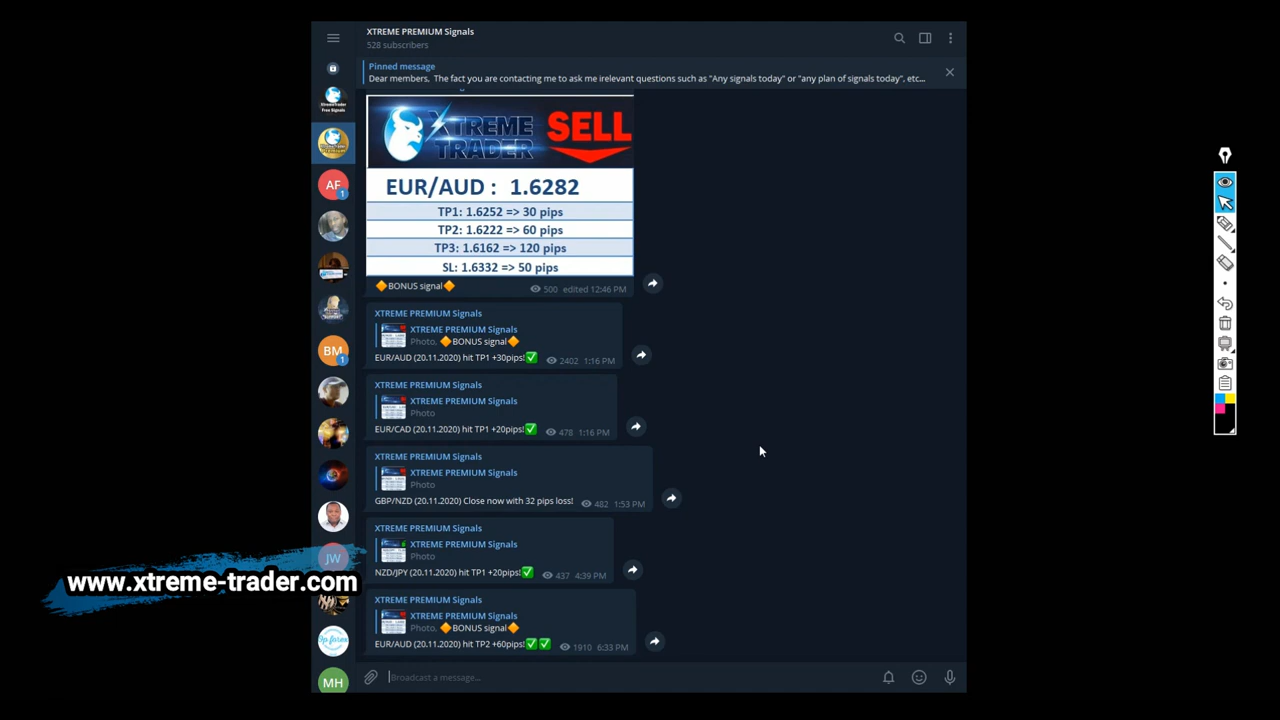 XTREME PREMIUM Signals
528 subscribers
Pinned message
Dear members, The fact you are contacting me to ask me irelevant questions such as "Any signals today" or "any plan of signals today", etc...
XTREME TRADER
SELL
EUR/AUD : 1.6282
TP1: 1.6252 => 30 pips
TP2: 1.6222 => 60 pips
TP3: 1.6162 => 120 pips
SL: 1.6332 => 50 pips
🔶BONUS signal🔶
500 edited 12:46 PM
XTREME PREMIUM Signals
XTREME PREMIUM Signals
Photo, 🔶BONUS signal🔶
EUR/AUD (20.11.2020) hit TP1 +30pips!✅ 2402 1:16 PM
XTREME PREMIUM Signals
XTREME PREMIUM Signals
Photo
EUR/CAD (20.11.2020) hit TP1 +20pips!✅ 478 1:16 PM
XTREME PREMIUM Signals
XTREME PREMIUM Signals
Photo
GBP/NZD (20.11.2020) Close now with 32 pips loss! 482 1:53 PM
XTREME PREMIUM Signals
XTREME PREMIUM Signals
Photo
NZD/JPY (20.11.2020) hit TP1 +20pips!✅ 437 4:39 PM
XTREME PREMIUM Signals
XTREME PREMIUM Signals
Photo, 🔶BONUS signal🔶
EUR/AUD (20.11.2020) hit TP2 +60pips!✅✅ 1910 6:33 PM
Broadcast a message...
AF
1
BM
1
JW
MH
www.xtreme-trader.com